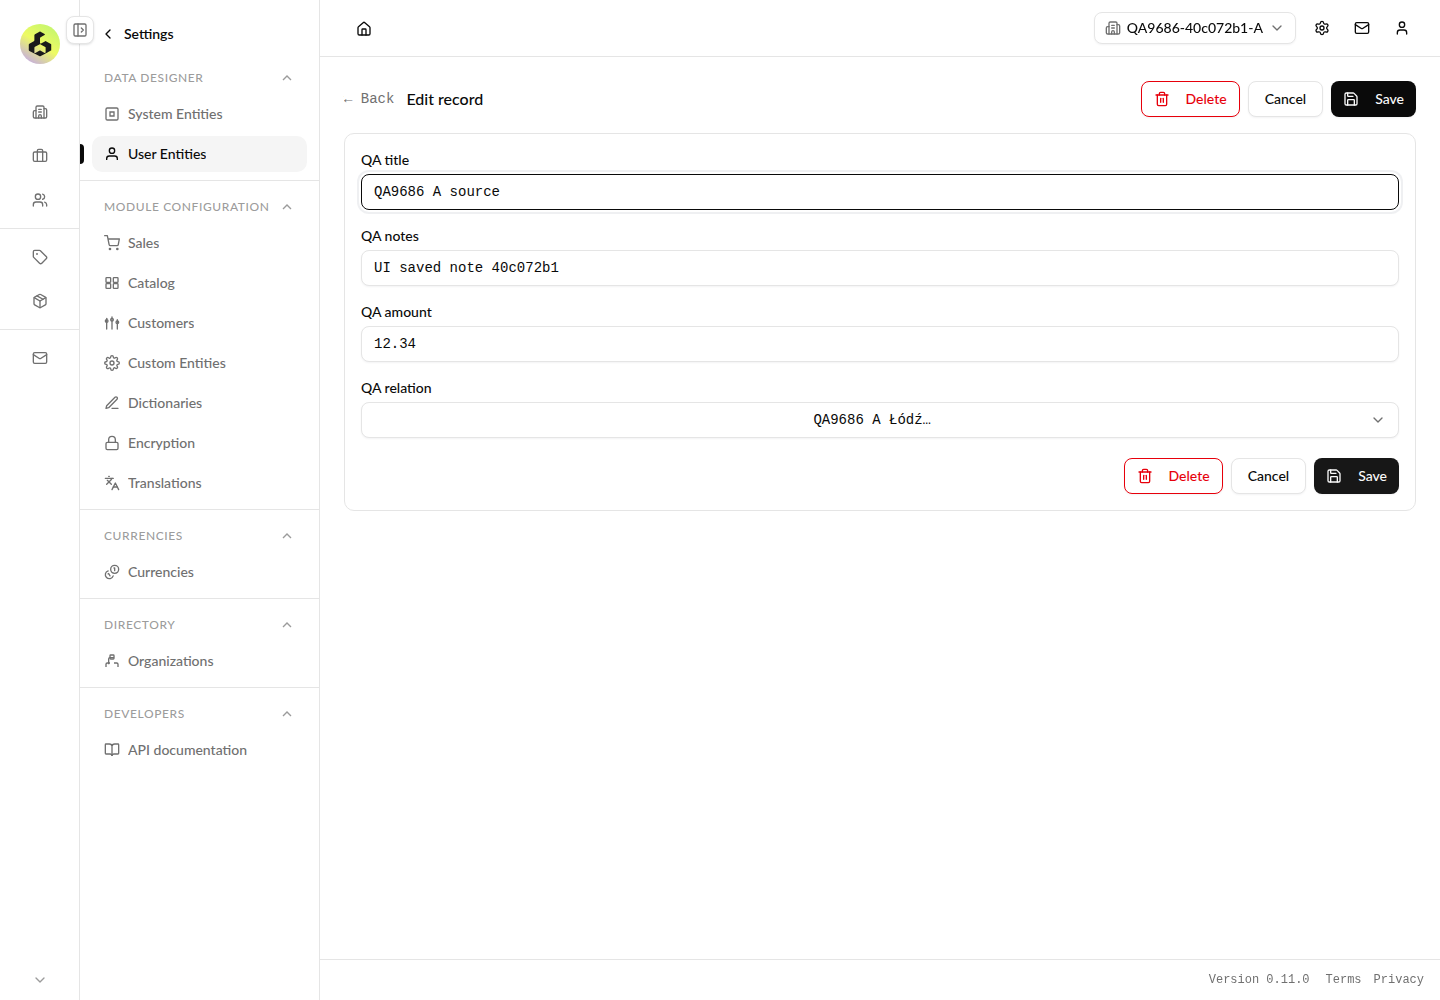 Settings
DATA DESIGNER
System Entities
User Entities
MODULE CONFIGURATION
Sales
Catalog
Customers
Custom Entities
Dictionaries
Encryption
Translations
CURRENCIES
Currencies
DIRECTORY
Organizations
DEVELOPERS
API documentation
QA9686-40c072b1-A
← Back Edit record
Delete Cancel Save
QA title
QA9686 A source
QA notes
UI saved note 40c072b1
QA amount
12.34
QA relation
QA9686 A Łódź…
Delete Cancel Save
Version 0.11.0 Terms Privacy